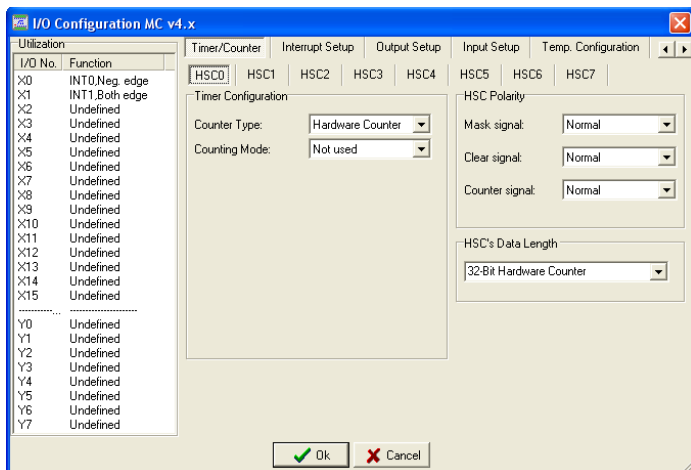 I/O Configuration MC v4.x
Utilization
I/O No. Function
X0 INT0,Neg. edge
X1 INT1,Both edge
X2 Undefined
X3 Undefined
X4 Undefined
X5 Undefined
X6 Undefined
X7 Undefined
X8 Undefined
X9 Undefined
X10 Undefined
X11 Undefined
X12 Undefined
X13 Undefined
X14 Undefined
X15 Undefined
-----------... ----------------------
Y0 Undefined
Y1 Undefined
Y2 Undefined
Y3 Undefined
Y4 Undefined
Y5 Undefined
Y6 Undefined
Y7 Undefined
Timer/Counter Interrupt Setup Output Setup Input Setup Temp. Configuration
HSC0 HSC1 HSC2 HSC3 HSC4 HSC5 HSC6 HSC7
Timer Configuration
Counter Type: Hardware Counter
Counting Mode: Not used
HSC Polarity
Mask signal: Normal
Clear signal: Normal
Counter signal: Normal
HSC's Data Length
32-Bit Hardware Counter
Ok Cancel